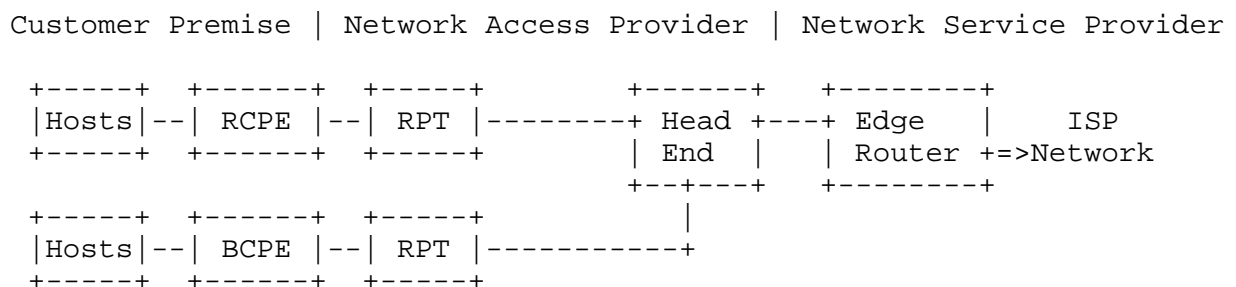 Customer Premise | Network Access Provider | Network Service Provider

 +-----+  +------+  +-----+         +------+   +--------+
 |Hosts|--| RCPE |--| RPT |--------+ Head +---+ Edge   |    ISP
 +-----+  +------+  +-----+         | End  |   | Router +=>Network
                                    +--+---+   +--------+
 +-----+  +------+  +-----+            |
 |Hosts|--| BCPE |--| RPT |-----------+
 +-----+  +------+  +-----+